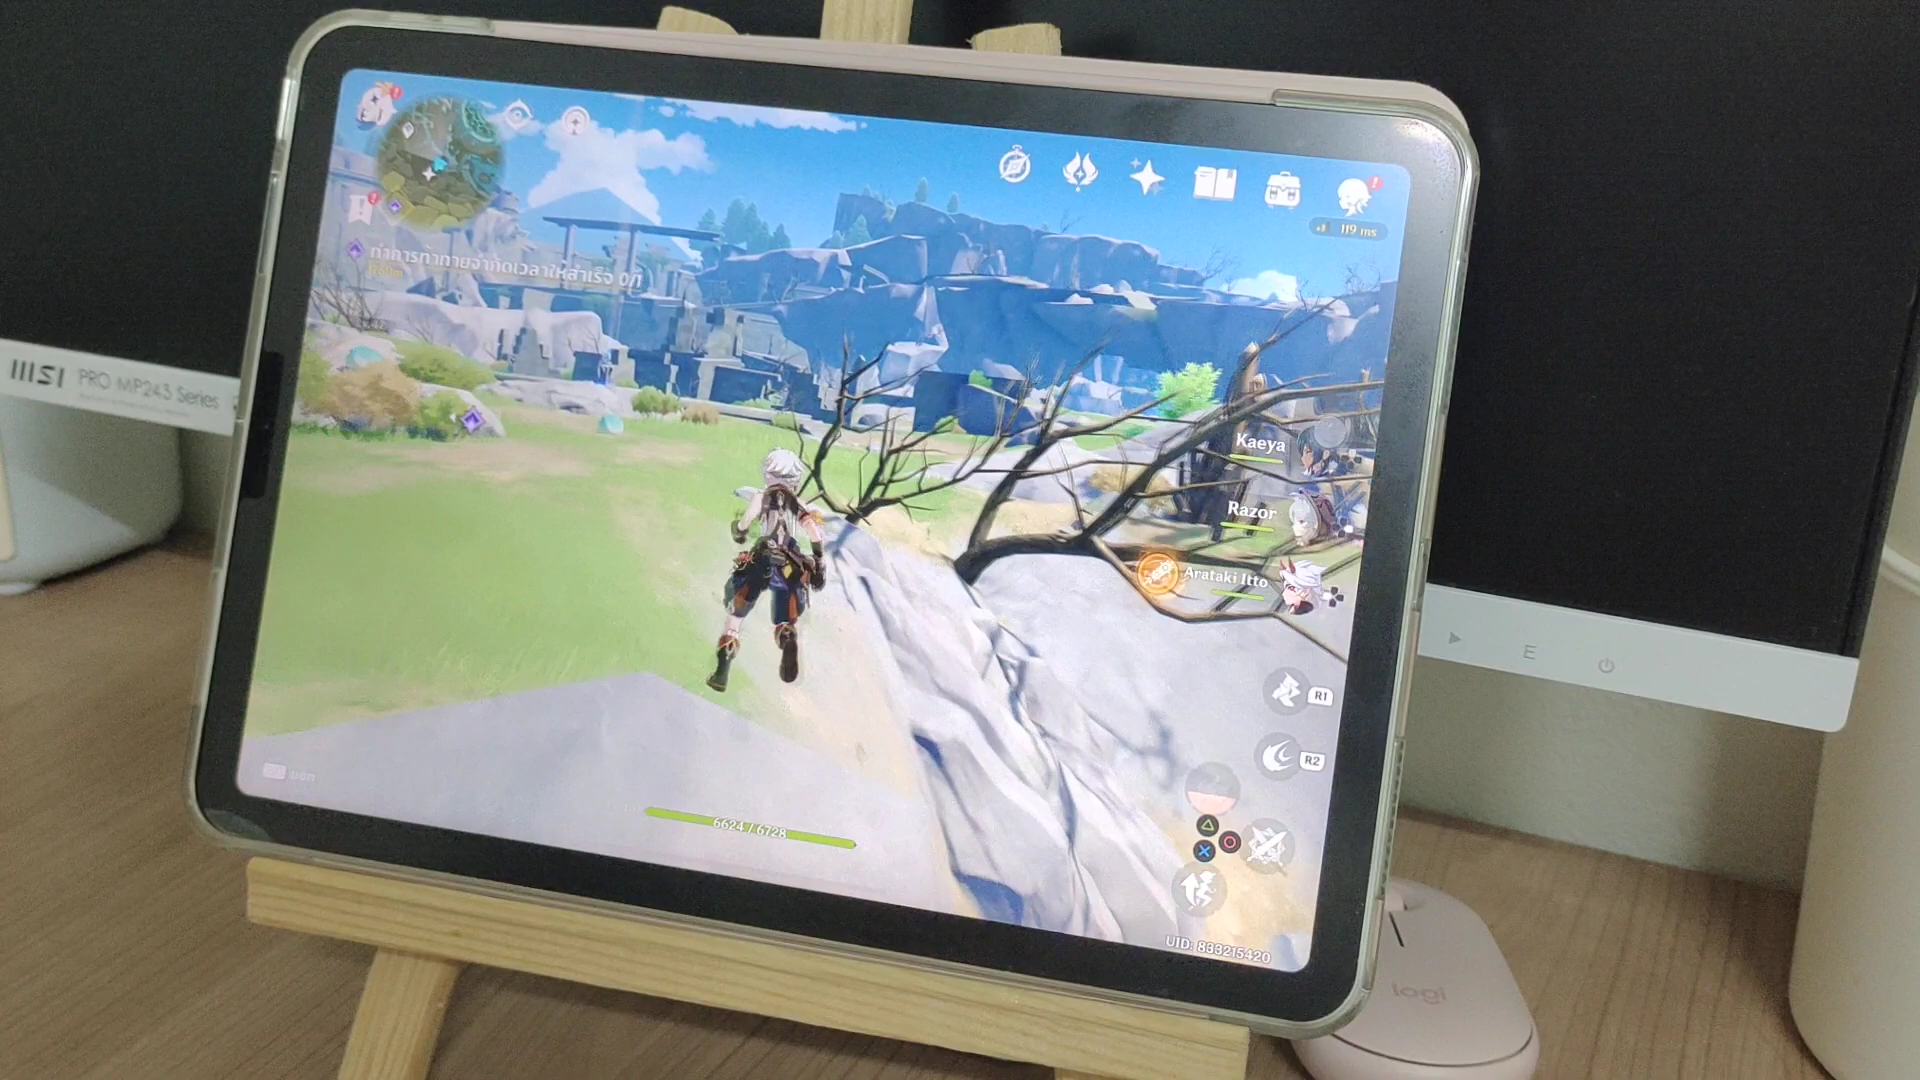 119 ms
ทำการท้าทายจำกัดเวลาให้สำเร็จ 0/1
msi PRO MP243 Series
Kaeya
Razor
Arataki Itto
R1
R2
E
6624 / 6728
UID: 833215420
logi